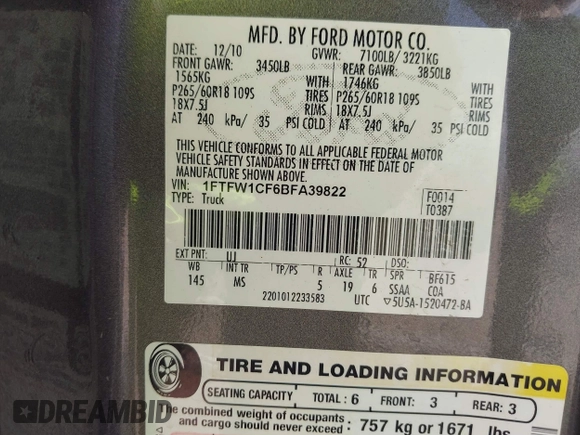 MFD. BY FORD MOTOR CO.
DATE: 12/10 GVWR: 7100LB/ 3221KG
FRONT GAWR: 3450LB REAR GAWR: 3850LB
1565KG WITH 1746KG WITH
P265/60R18 109S TIRES P265/60R18 109S TIRES
18X7.5J RIMS 18X7.5J RIMS
AT 240 kPa/ 35 PSI COLD AT 240 kPa/ 35 PSI COLD
THIS VEHICLE CONFORMS TO ALL APPLICABLE FEDERAL MOTOR
VEHICLE SAFETY STANDARDS IN EFFECT ON THE DATE OF
MANUFACTURE SHOWN ABOVE.
VIN: 1FTFW1CF6BFA39822 F0014
TYPE: Truck T0387
EXT PNT: UJ RC: 52 DSO:
WB INT TR TP/PS R AXLE TR SPR BF615
145 MS 5 19 6 SSAA CDA
2201012233583 UTC ▽5U5A-1520472-BA
TIRE AND LOADING INFORMATION
SEATING CAPACITY TOTAL : 6 FRONT: 3 REAR: 3
The combined weight of occupants
and cargo should never exceed : 757 kg or 1671 lbs
DREAMBID